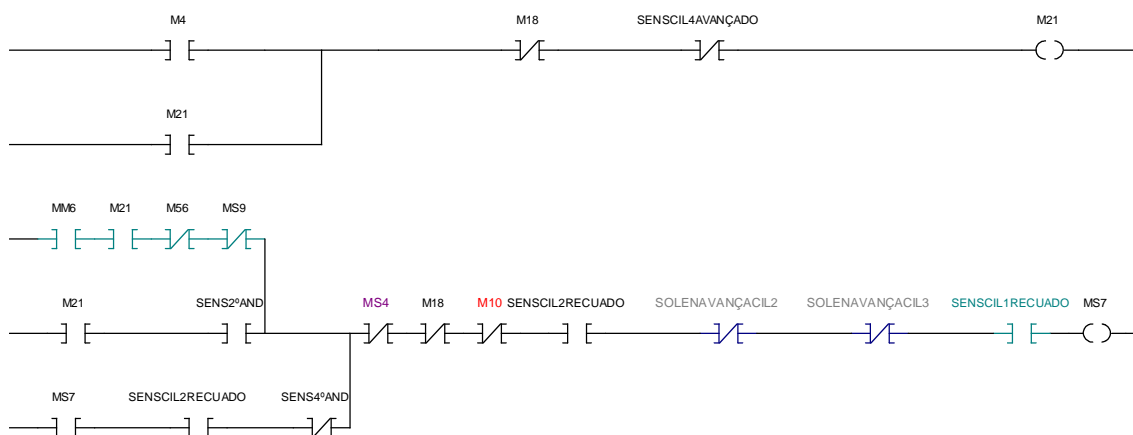 M4 M18 SENSCIL4AVANÇADO M21
M21
MM6 M21 M56 MS9
M21 SENS2ºAND MS4 M18 M10 SENSCIL2RECUADO SOLENAVANÇACIL2 SOLENAVANÇACIL3 SENSCIL1RECUADO MS7
MS7 SENSCIL2RECUADO SENS4ºAND